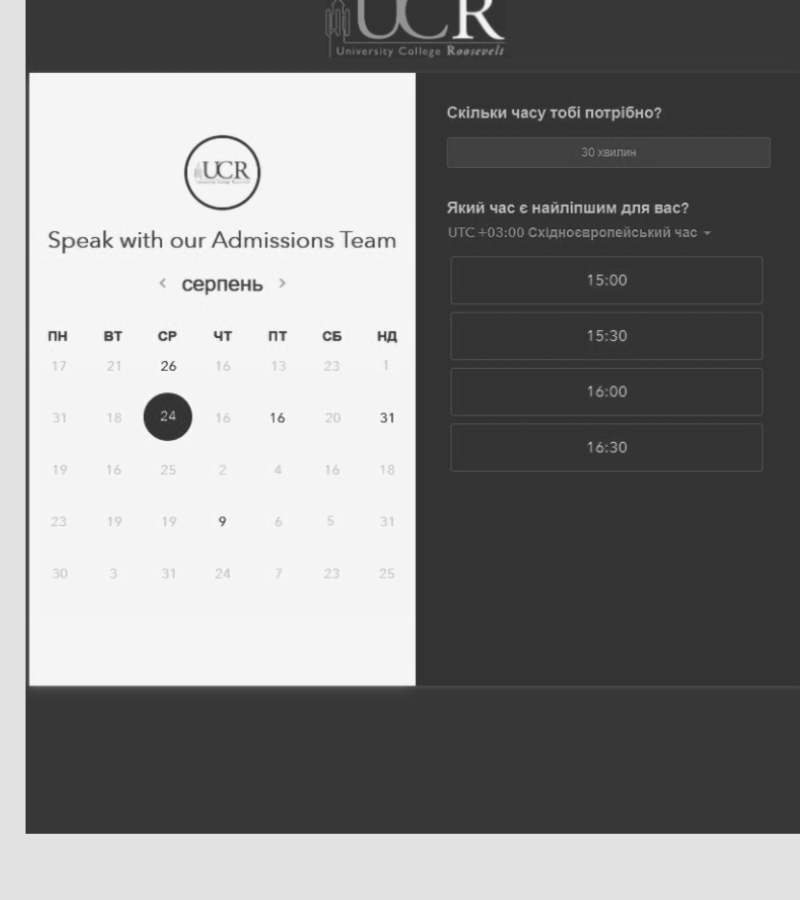 UCR
University College Roosevelt
UCR
Speak with our Admissions Team
< серпень >
ПН ВТ СР ЧТ ПТ СБ НД
17 21 26 16 13 23 1
31 18 24 16 16 20 31
19 16 25 2 4 16 18
23 19 19 9 6 5 31
30 3 31 24 7 23 25
Скільки часу тобі потрібно?
30 хвилин
Який час є найліпшим для вас?
UTC +03:00 Східноєвропейський час
15:00
15:30
16:00
16:30